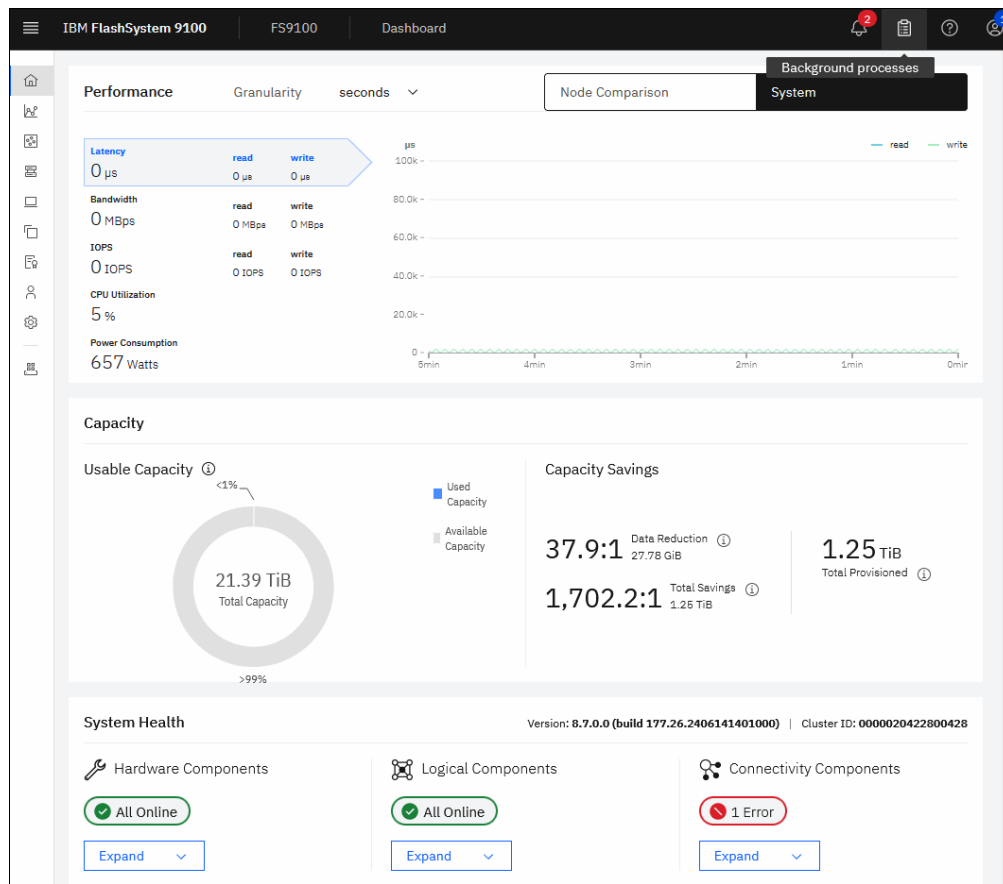 IBM FlashSystem 9100 FS9100 Dashboard 2
Background processes
Performance Granularity seconds Node Comparison System
Latency read write
0 µs 0 µs 0 µs
Bandwidth read write
0 MBps 0 MBps 0 MBps
IOPS read write
0 IOPS 0 IOPS 0 IOPS
CPU Utilization
5 %
Power Consumption
657 Watts
µs read write
100k
80.0k
60.0k
40.0k
20.0k
0
5min 4min 3min 2min 1min 0min
Capacity
Usable Capacity
<1%
21.39 TiB
Total Capacity
>99%
Used
Capacity
Available
Capacity
Capacity Savings
37.9:1 Data Reduction
27.78 GiB
1,702.2:1 Total Savings
1.25 TiB
1.25 TiB
Total Provisioned
System Health Version: 8.7.0.0 (build 177.26.2406141401000) | Cluster ID: 0000020422800428
Hardware Components Logical Components Connectivity Components
All Online All Online 1 Error
Expand Expand Expand